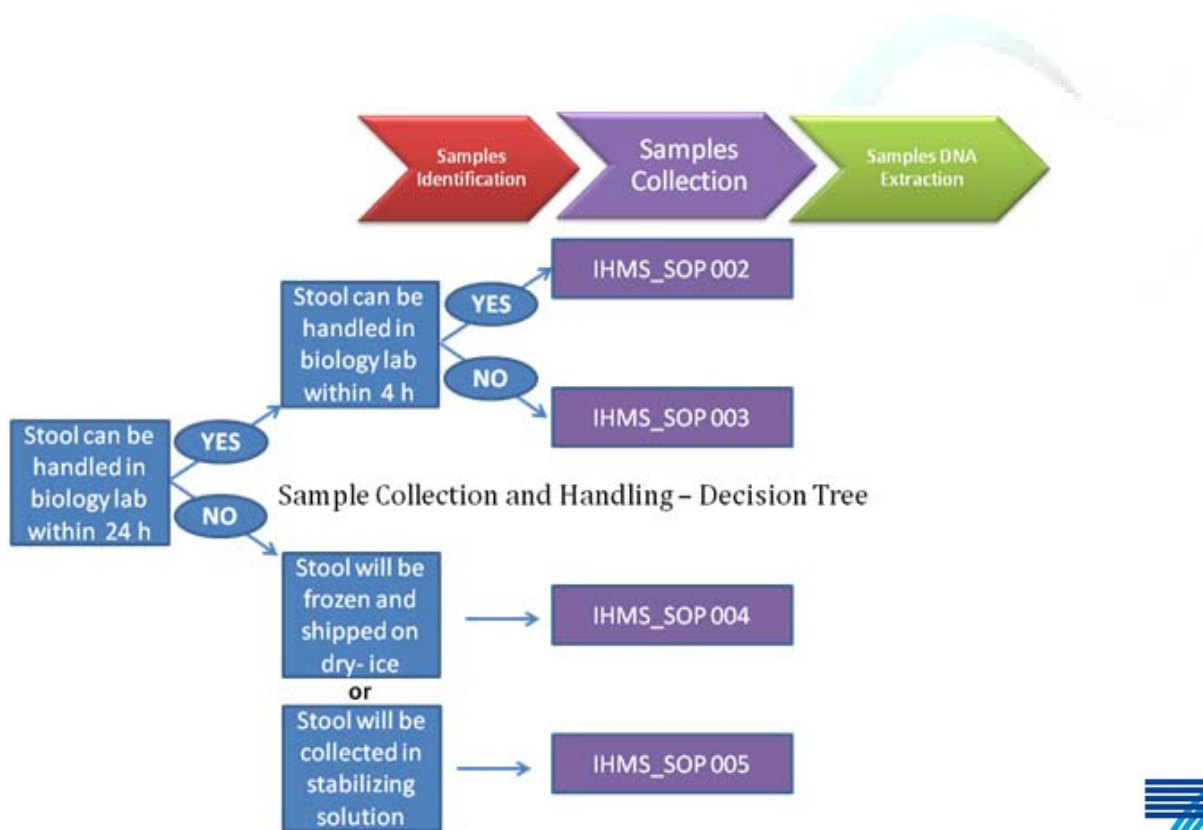 Samples
Identification
Samples
Collection
Samples DNA
Extraction
Stool can be
handled in
biology lab
within 24 h
YES
NO
Stool can be
handled in
biology lab
within 4 h
YES
NO
IHMS_SOP 002
IHMS_SOP 003
Sample Collection and Handling – Decision Tree
Stool will be
frozen and
shipped on
dry- ice
or
Stool will be
collected in
stabilizing
solution
IHMS_SOP 004
IHMS_SOP 005